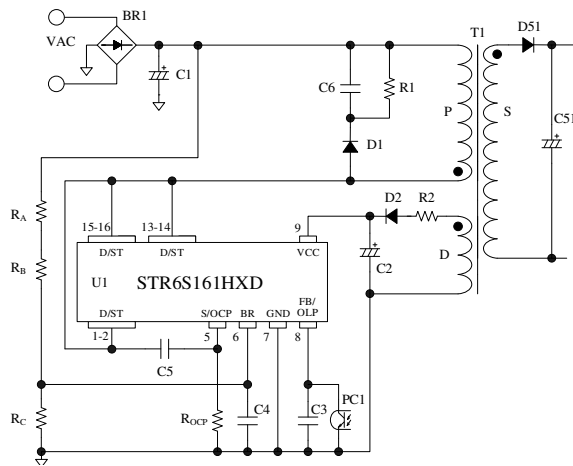 BR1
VAC
C1
C6
R1
T1
D51
P
S
C51
D1
RA
RB
15-16
13-14
9
D2
R2
D/ST
D/ST
VCC
C2
D
U1
STR6S161HXD
D/ST
S/OCP
BR
GND
FB/
OLP
1-2
5
6
7
8
C5
RC
ROCP
C4
C3
PC1